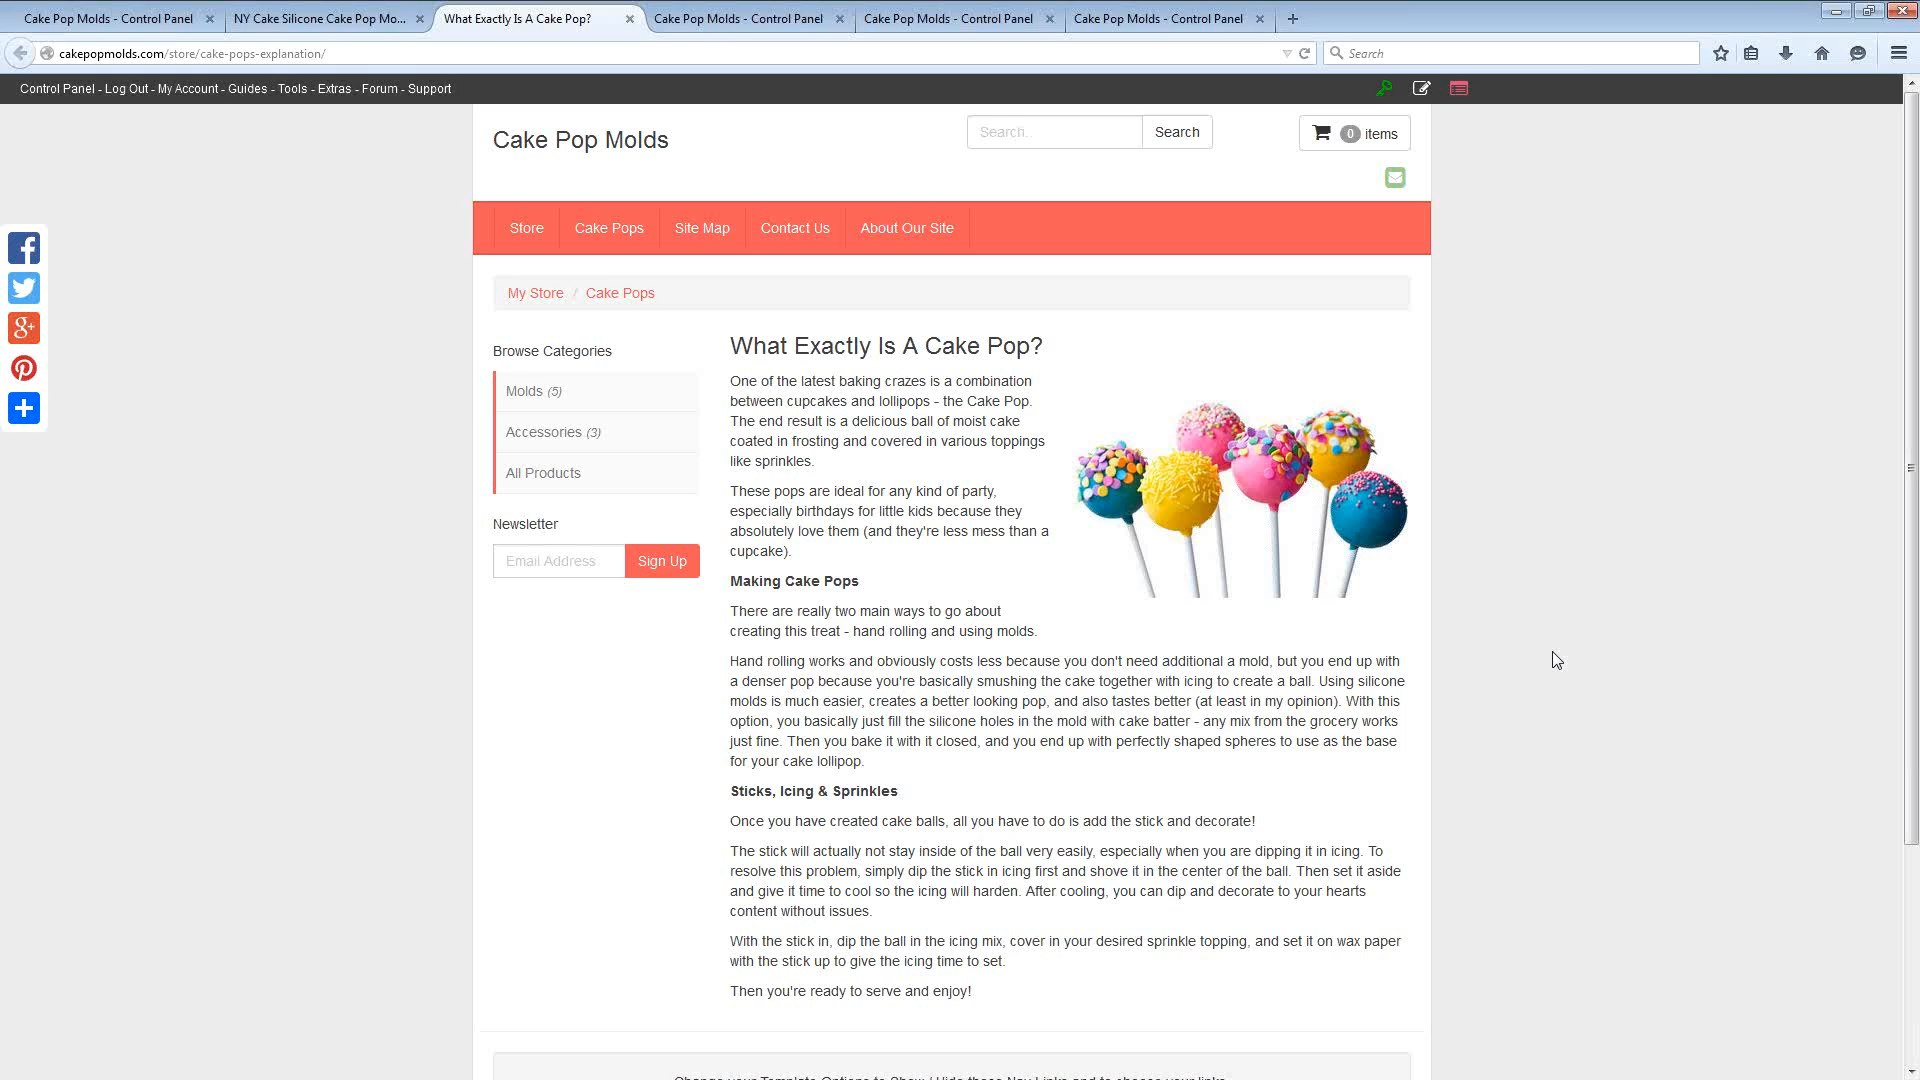 Cake Pop Molds - Control Panel
NY Cake Silicone Cake Pop Mo...
What Exactly Is A Cake Pop?
Cake Pop Molds - Control Panel
Cake Pop Molds - Control Panel
Cake Pop Molds - Control Panel
cakepopmolds.com/store/cake-pops-explanation/
Search
Control Panel - Log Out - My Account - Guides - Tools - Extras - Forum - Support
Cake Pop Molds
Search..
Search
0 items
Store
Cake Pops
Site Map
Contact Us
About Our Site
My Store / Cake Pops
Browse Categories
Molds (5)
Accessories (3)
All Products
Newsletter
Email Address
Sign Up
What Exactly Is A Cake Pop?
One of the latest baking crazes is a combination
between cupcakes and lollipops - the Cake Pop.
The end result is a delicious ball of moist cake
coated in frosting and covered in various toppings
like sprinkles.
These pops are ideal for any kind of party,
especially birthdays for little kids because they
absolutely love them (and they're less mess than a
cupcake).
Making Cake Pops
There are really two main ways to go about
creating this treat - hand rolling and using molds.
Hand rolling works and obviously costs less because you don't need additional a mold, but you end up with
a denser pop because you're basically smushing the cake together with icing to create a ball. Using silicone
molds is much easier, creates a better looking pop, and also tastes better (at least in my opinion). With this
option, you basically just fill the silicone holes in the mold with cake batter - any mix from the grocery works
just fine. Then you bake it with it closed, and you end up with perfectly shaped spheres to use as the base
for your cake lollipop.
Sticks, Icing & Sprinkles
Once you have created cake balls, all you have to do is add the stick and decorate!
The stick will actually not stay inside of the ball very easily, especially when you are dipping it in icing. To
resolve this problem, simply dip the stick in icing first and shove it in the center of the ball. Then set it aside
and give it time to cool so the icing will harden. After cooling, you can dip and decorate to your hearts
content without issues.
With the stick in, dip the ball in the icing mix, cover in your desired sprinkle topping, and set it on wax paper
with the stick up to give the icing time to set.
Then you're ready to serve and enjoy!
Change your Template Options to Show / Hide these Nav Links and to choose your links